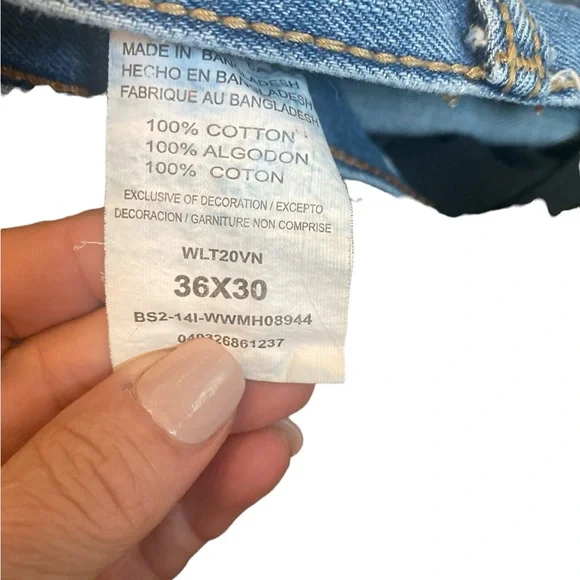 MADE IN BANGLADESH
HECHO EN BANGLADESH
FABRIQUE AU BANGLADESH
100% COTTON
100% ALGODON
100% COTON
EXCLUSIVE OF DECORATION / EXCEPTO
DECORACION / GARNITURE NON COMPRISE
WLT20VN
36X30
BS2-14I-WWMH08944